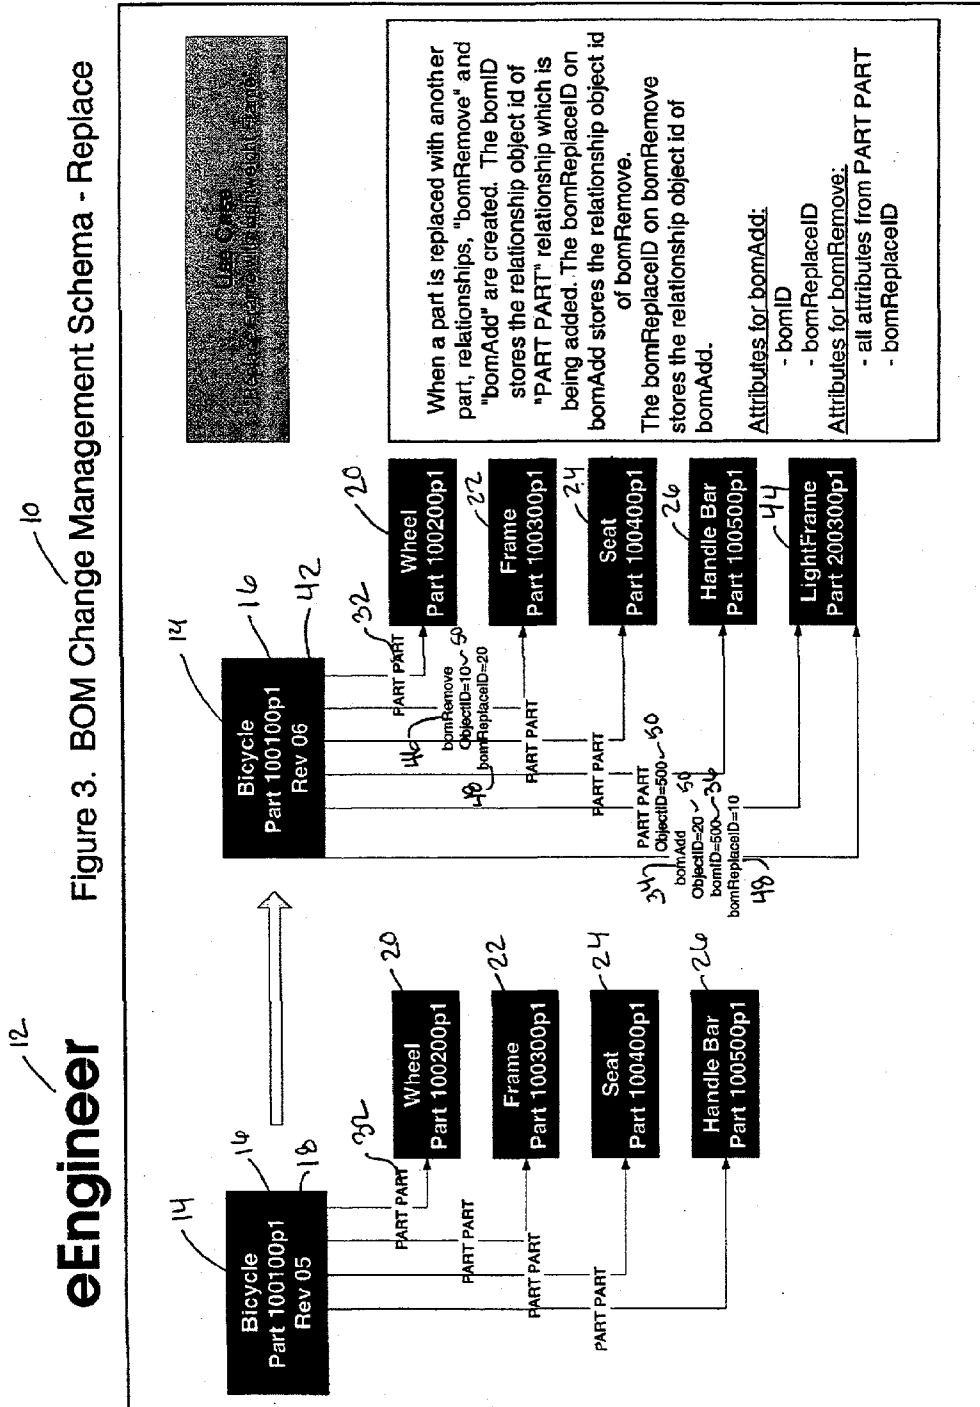 eEngineer
12
Figure 3. BOM Change Management Schema - Replace
10
14
Bicycle
Part 100100p1
Rev 05
16
18
32
PART PART
PART PART
PART PART
PART PART
Wheel
Part 100200p1
20
Frame
Part 100300p1
22
Seat
Part 100400p1
24
Handle Bar
Part 100500p1
26
14
Bicycle
Part 100100p1
Rev 06
16
42
32
PART PART
46
bomRemove
ObjectID=10
50
48
bomReplaceID=20
PART PART
PART PART
PART PART
ObjectID=500
50
34
bomAdd
ObjectID=20
50
bomID=500
36
bomReplaceID=10
48
Wheel
Part 100200p1
20
Frame
Part 100300p1
22
Seat
Part 100400p1
24
Handle Bar
Part 100500p1
26
LightFrame
Part 200300p1
44
Use Case
When a part is replaced with another
part, relationships, "bomRemove" and
"bomAdd" are created. The bomID
stores the relationship object id of
"PART PART" relationship which is
being added. The bomReplaceID on
bomAdd stores the relationship object id
of bomRemove.
The bomReplaceID on bomRemove
stores the relationship object id of
bomAdd.
Attributes for bomAdd:
- bomID
- bomReplaceID
Attributes for bomRemove:
- all attributes from PART PART
- bomReplaceID